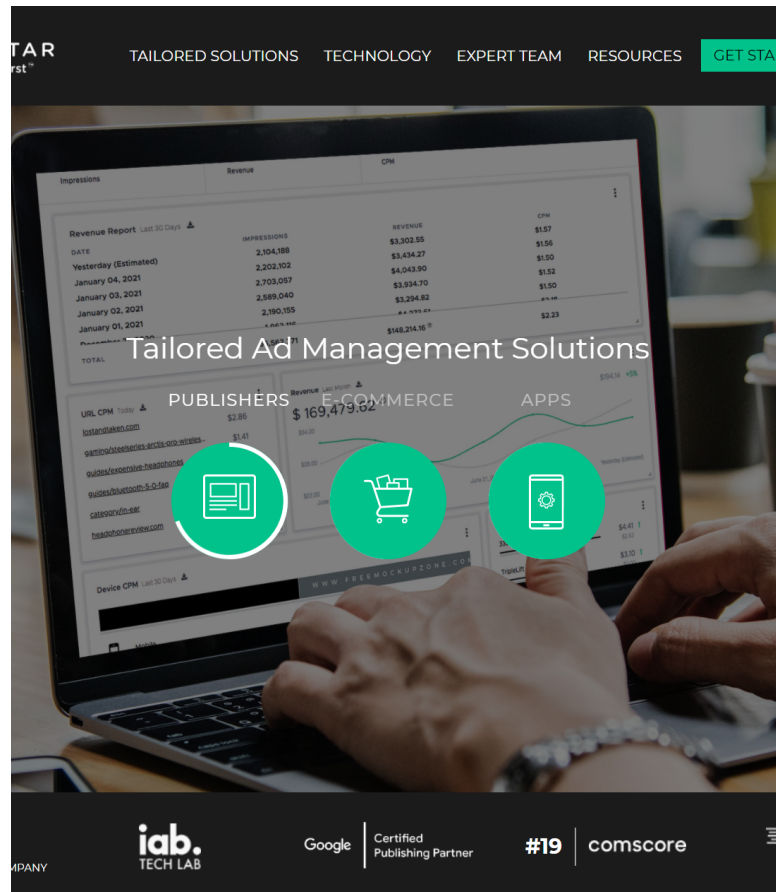 TAR
rst™
TAILORED SOLUTIONS TECHNOLOGY EXPERT TEAM RESOURCES GET STA
Impressions Revenue CPM
Revenue Report Last 30 Days
DATE IMPRESSIONS REVENUE CPM
Yesterday (Estimated) 2,104,188 $3,302.55 $1.57
January 04, 2021 2,202,102 $3,434.27 $1.56
January 03, 2021 2,703,057 $4,043.90 $1.50
January 02, 2021 2,589,040 $3,934.70 $1.52
January 01, 2021 2,190,155 $3,294.82 $1.50
TOTAL $148,214.16 $2.23
Tailored Ad Management Solutions
PUBLISHERS E-COMMERCE APPS
URL CPM Today
lostandtaken.com $2.86
gaming/steelseries-arctis-pro-wireles.. $1.41
guides/expensive-headphones
guides/bluetooth-5-0-faq
category/in-ear
headphonereview.com
Revenue Last Month $194.14 +5%
$ 169,479.62
Yesterday (Estimated)
$4.41
$3.10
TripleLift
Device CPM Last 30 Days
WWW.FREEMOCKUPZONE.COM
Mobile
MPANY
iab.
TECH LAB
Google Certified
Publishing Partner
#19 comscore